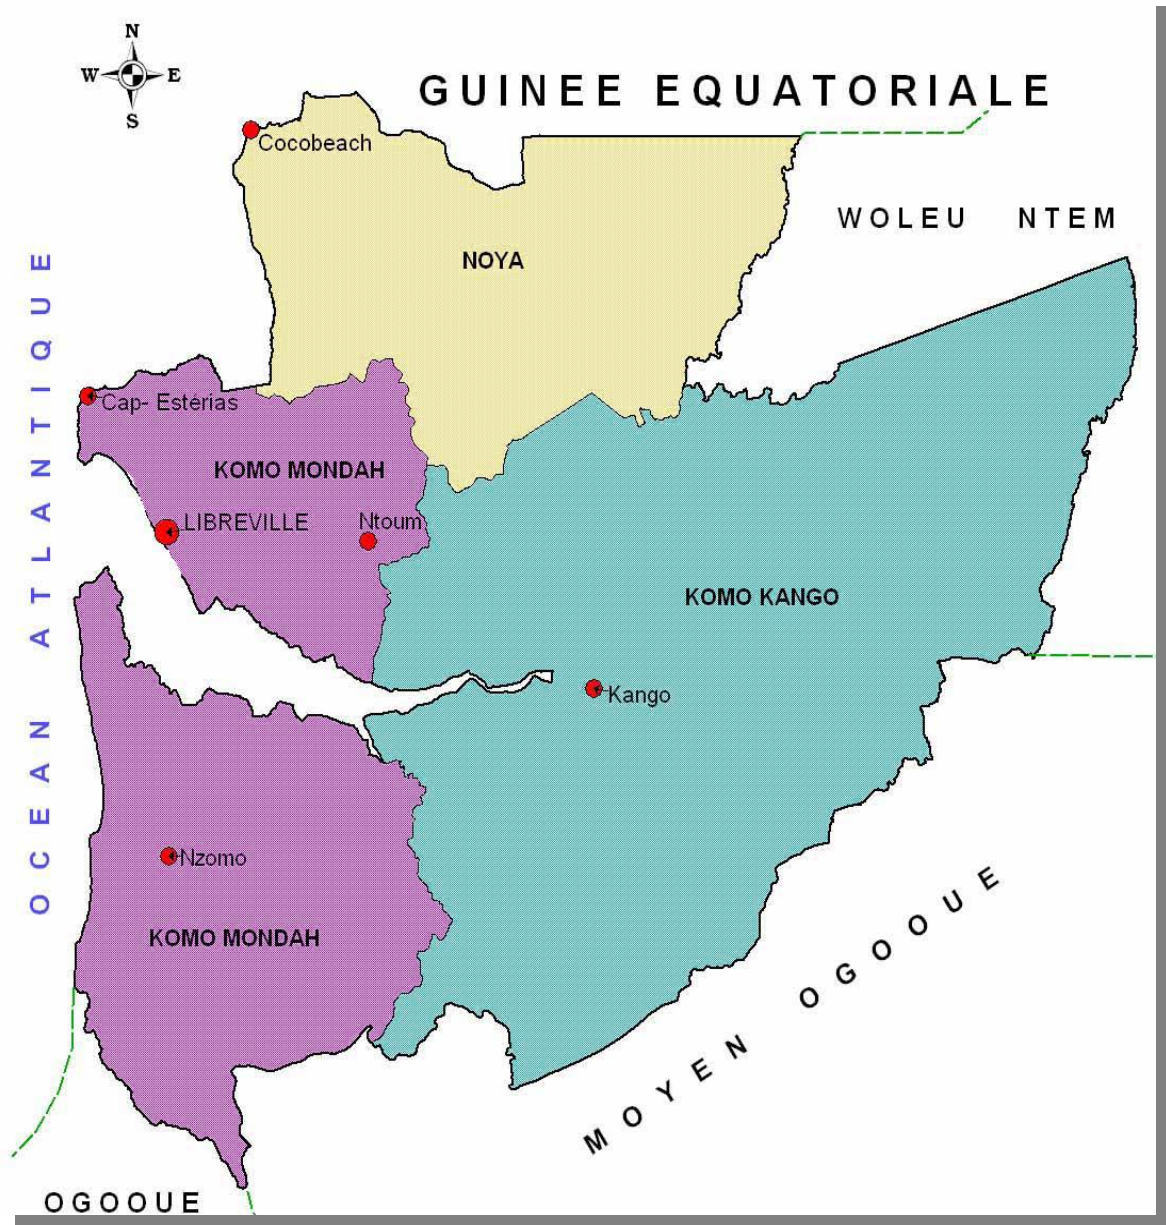 N
W E
S
GUINEE EQUATORIALE
Cocobeach
WOLEU NTEM
NOYA
OCEAN ATLANTIQUE
Cap- Estérias
KOMO MONDAH
LIBREVILLE
Ntoum
KOMO KANGO
Kango
Nzomo
KOMO MONDAH
MOYEN OGOOUE
OGOOUE